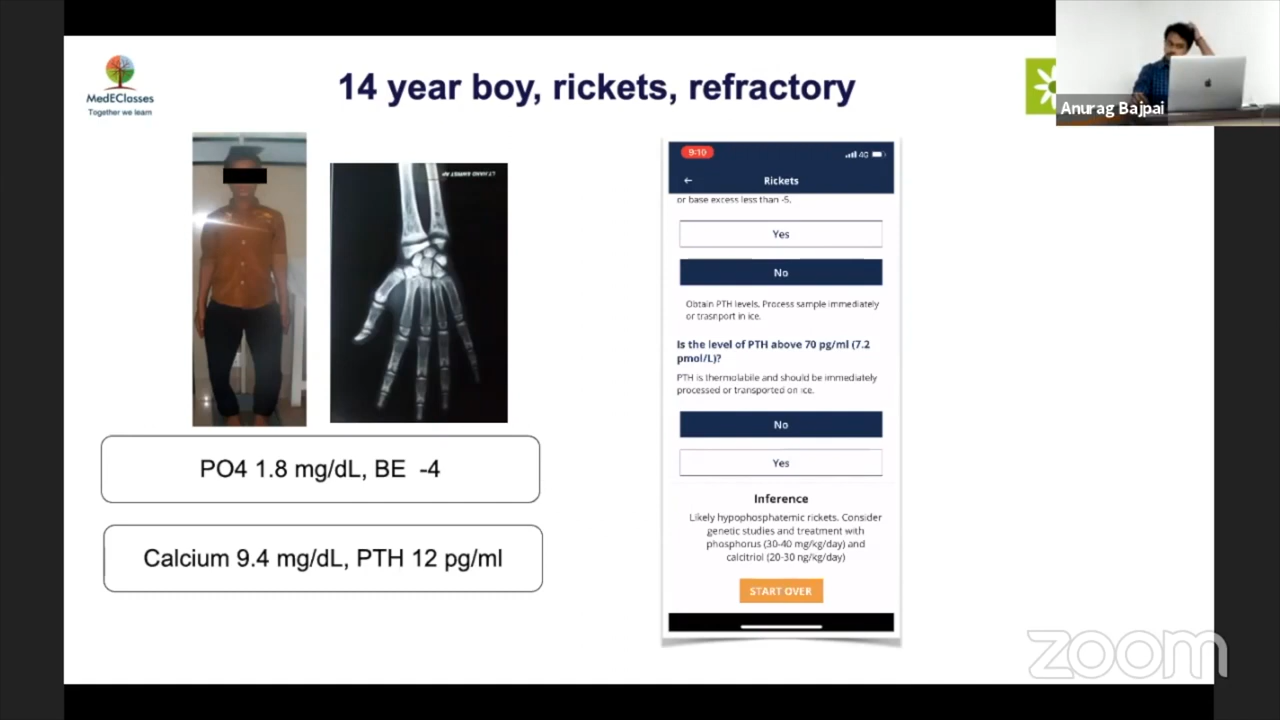 14 year boy, rickets, refractory
MedEClasses
Together we learn
Anurag Bajpai
9:10
4G
Rickets
or base excess less than -5.
Yes
No
Obtain PTH levels. Process sample immediately
or trasnport in ice.
Is the level of PTH above 70 pg/ml (7.2
pmol/L)?
PTH is thermolabile and should be immediately
processed or transported on ice.
No
Yes
Inference
Likely hypophosphatemic rickets. Consider
genetic studies and treatment with
phosphorus (30-40 mg/kg/day) and
calcitriol (20-30 ng/kg/day)
START OVER
PO4 1.8 mg/dL, BE -4
Calcium 9.4 mg/dL, PTH 12 pg/ml
zoom